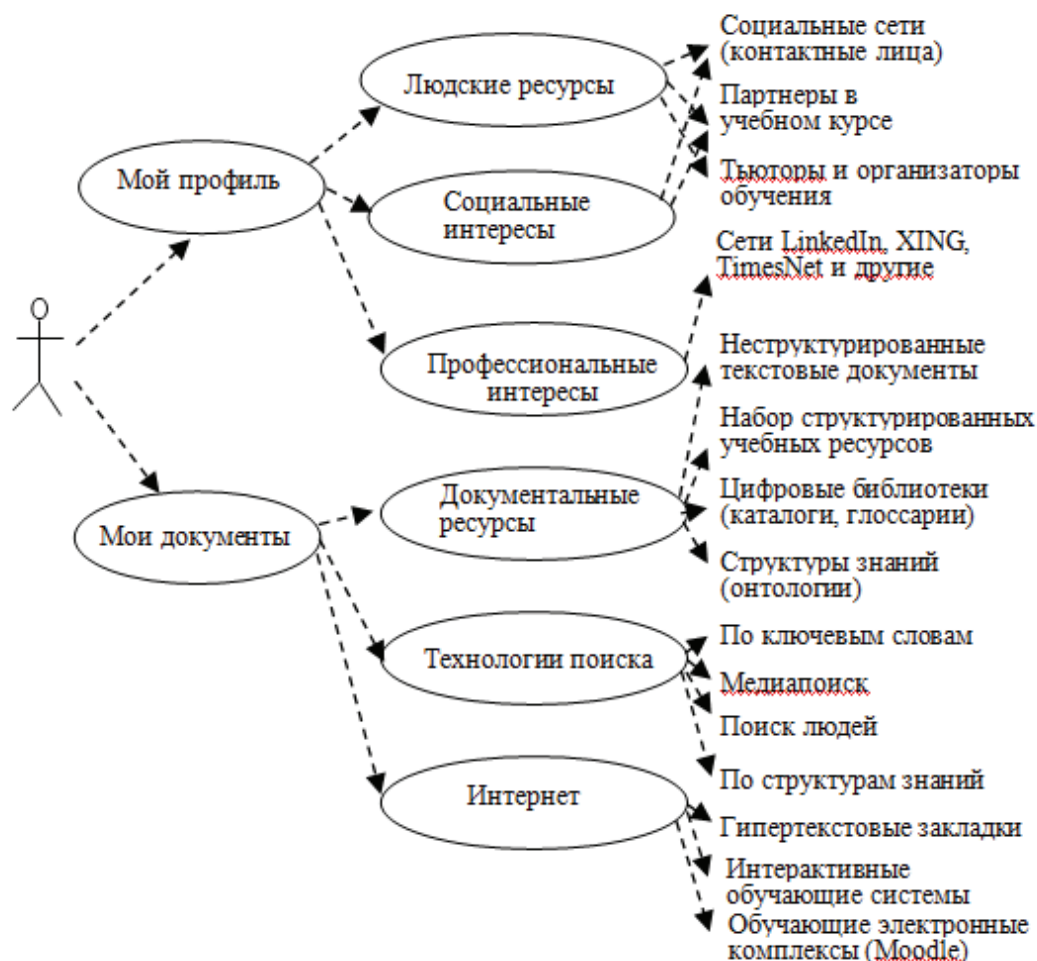 Людские ресурсы
Мой профиль
Социальные
интересы
Профессиональные
интересы
Мои документы
Документальные
ресурсы
Технологии поиска
Интернет
Социальные сети
(контактные лица)
Партнеры в
учебном курсе
Тьюторы и организаторы
обучения
Сети LinkedIn, XING,
TimesNet и другие
Неструктурированные
текстовые документы
Набор структурированных
учебных ресурсов
Цифровые библиотеки
(каталоги, глоссарии)
Структуры знаний
(онтологии)
По ключевым словам
Медиапоиск
Поиск людей
По структурам знаний
Гипертекстовые закладки
Интерактивные
обучающие системы
Обучающие электронные
комплексы (Moodle)